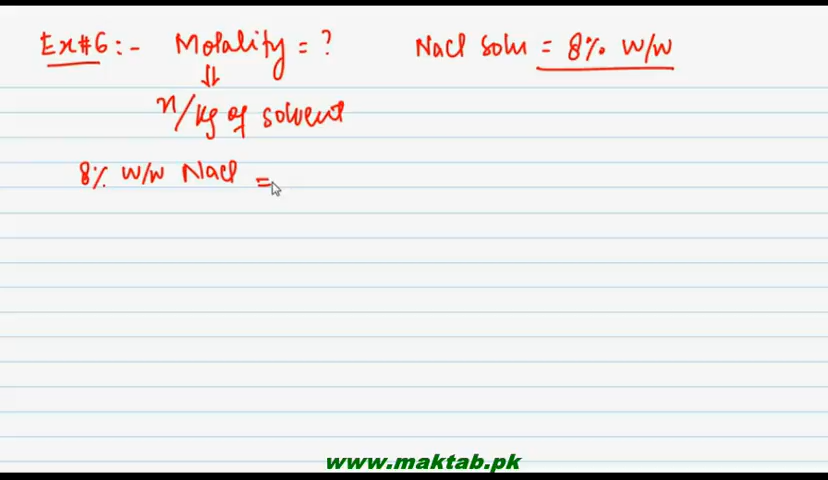 Ex#6:- Molality = ? NaCl Soln = 8% w/w
⇓
n/kg of solvent
8% w/w NaCl =
www.maktab.pk